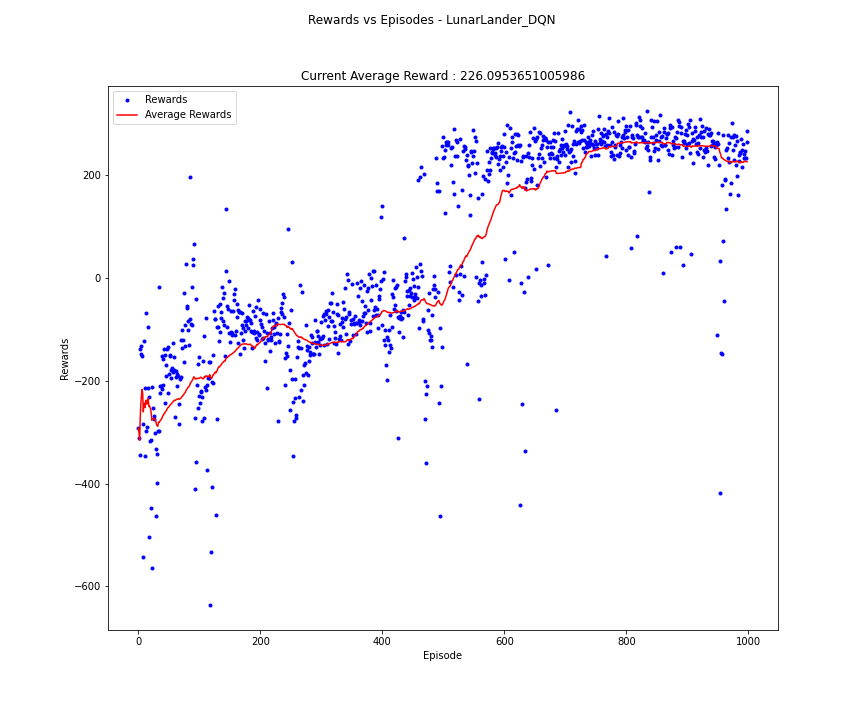 Rewards vs Episodes - LunarLander_DQN
Current Average Reward : 226.0953651005986
Rewards
Average Rewards
200
0
−200
−400
−600
Rewards
0 200 400 600 800 1000
Episode